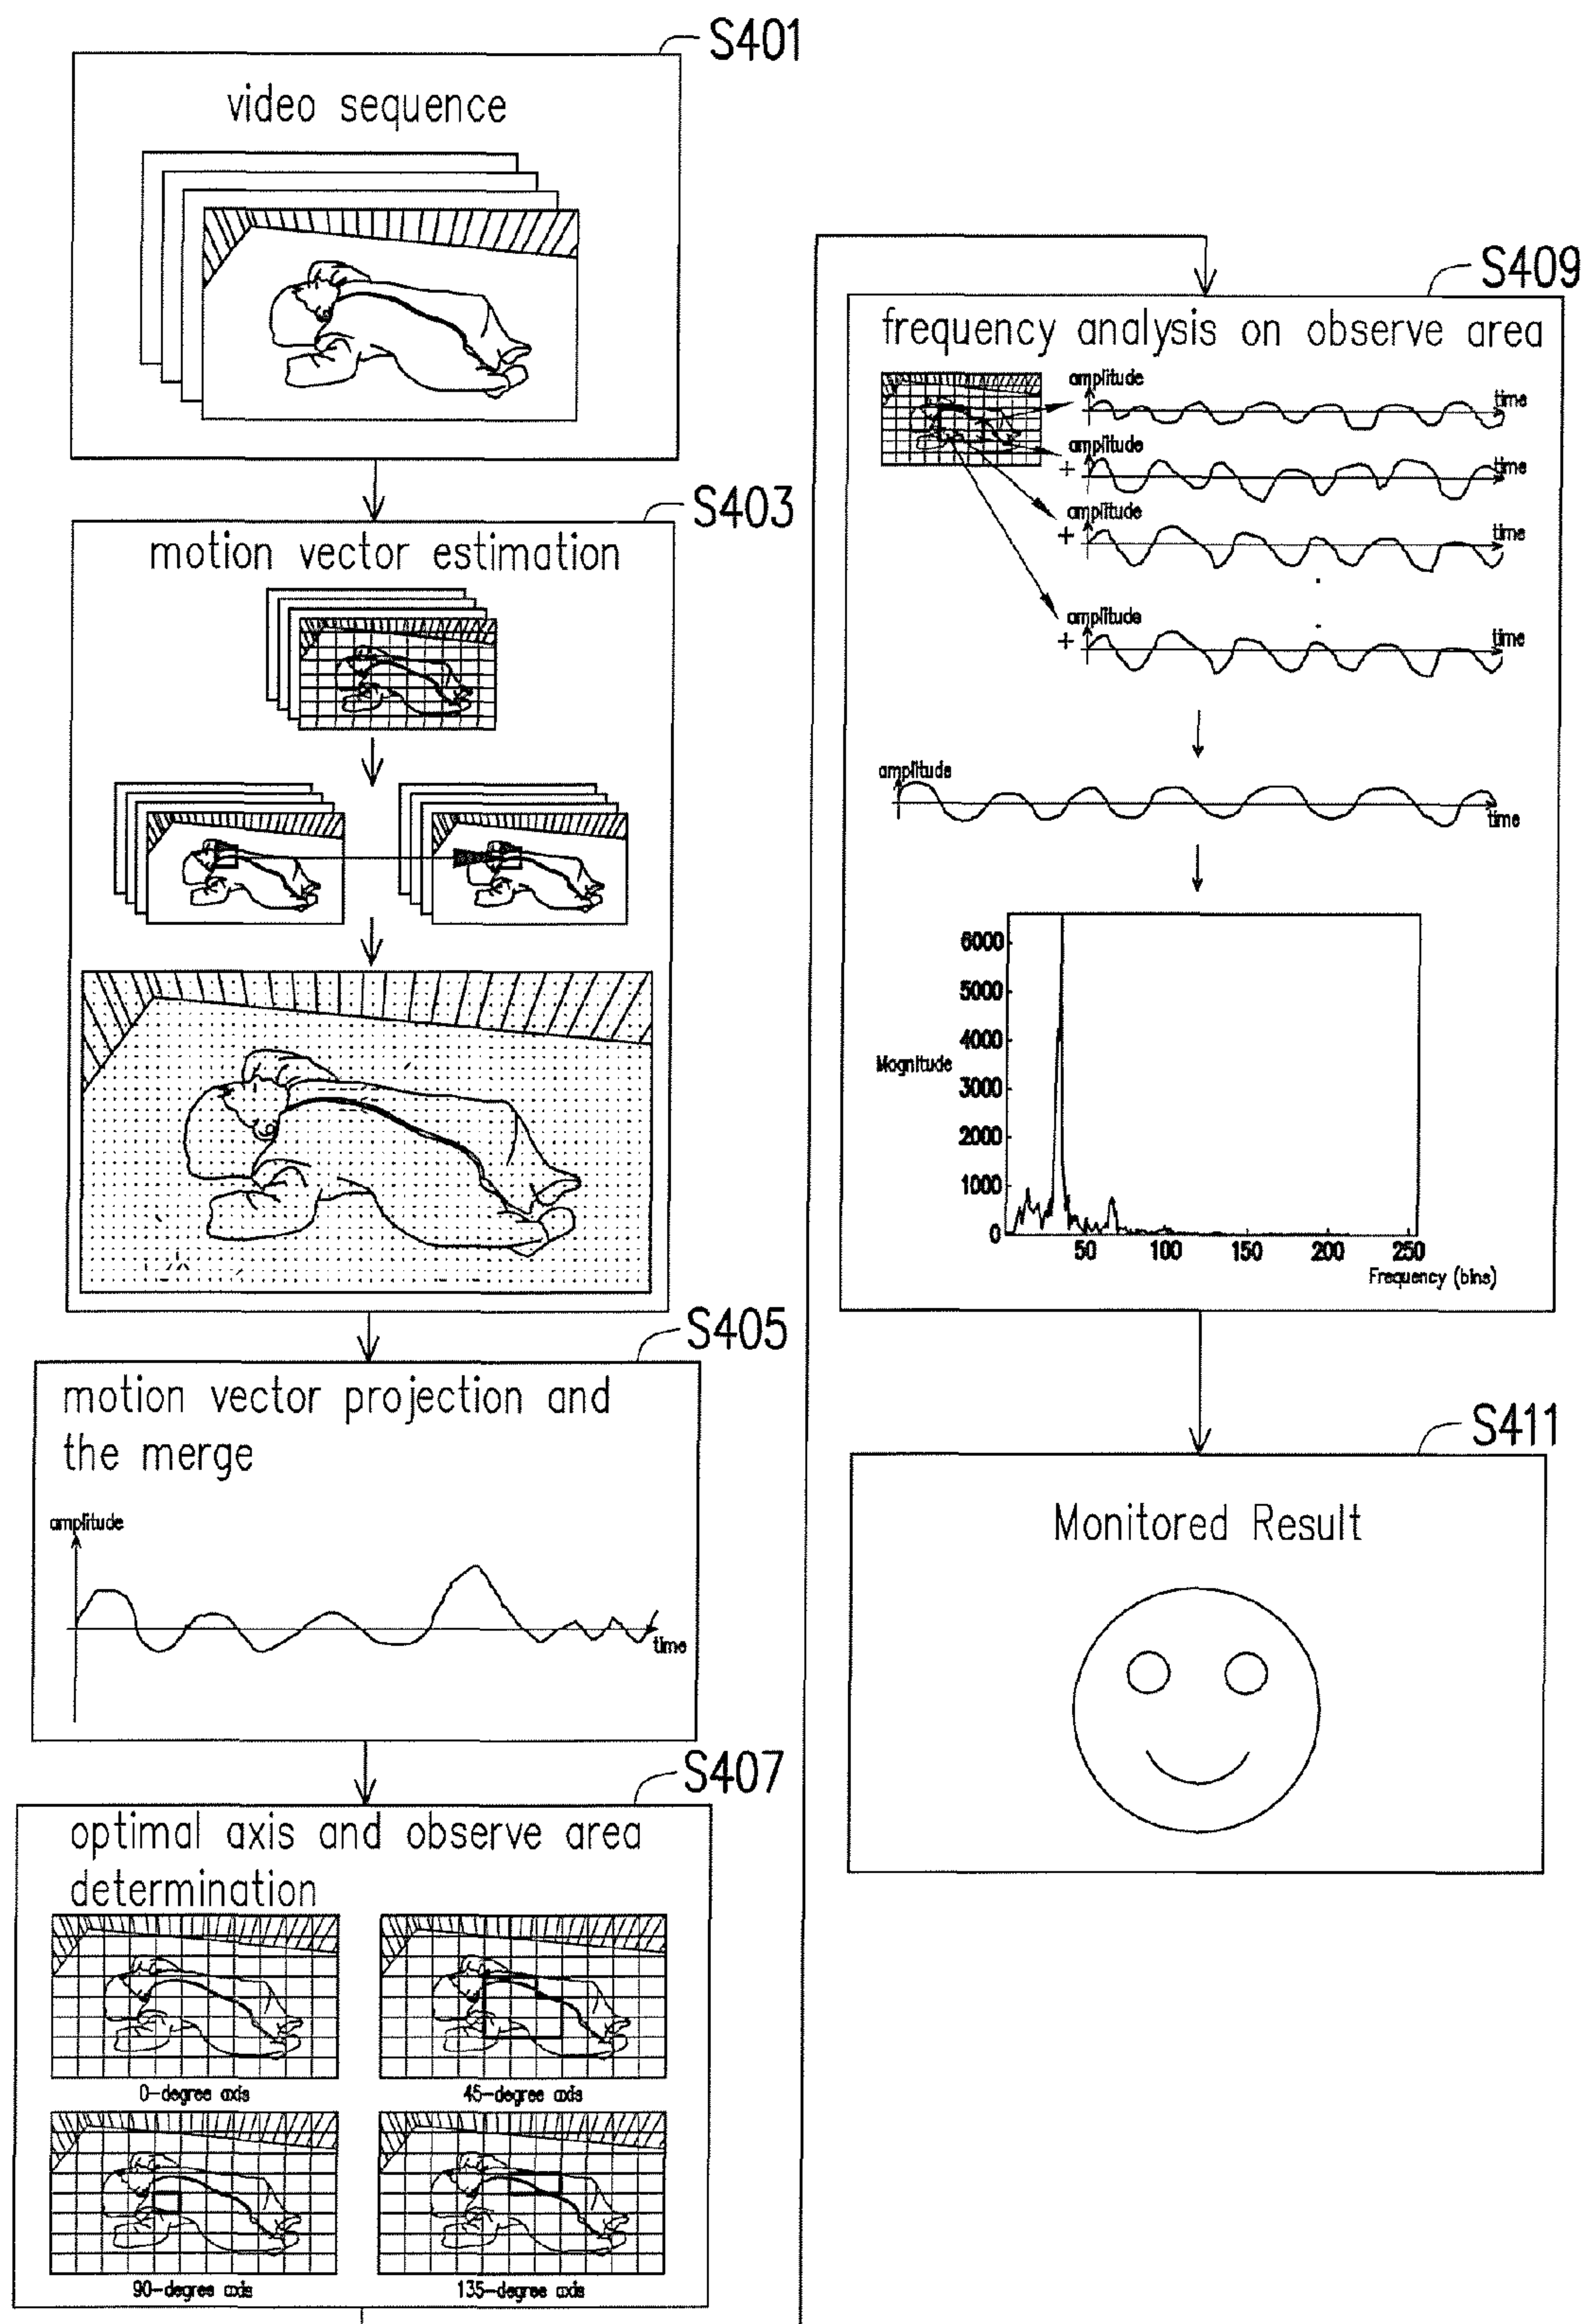 S401
video sequence
S403
motion vector estimation
S405
motion vector projection and
the merge
amplitude
time
S407
optimal axis and observe area
determination
0-degree axis
45-degree axis
90-degree axis
135-degree axis
S409
frequency analysis on observe area
amplitude
time
+
amplitude
time
+
amplitude
time
+
amplitude
time
amplitude
time
6000
5000
4000
Magnitude
3000
2000
1000
0
50 100 150 200 250
Frequency (bins)
S411
Monitored Result